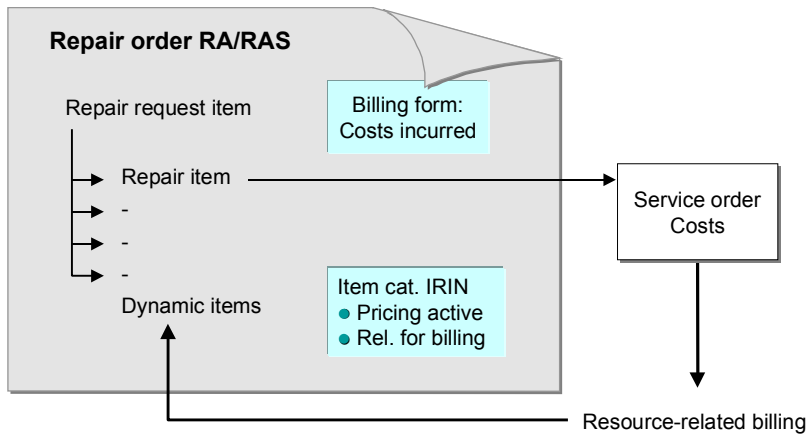 Repair order RA/RAS
Repair request item
Billing form:
Costs incurred
Repair item
-
-
-
Dynamic items
Service order
Costs
Item cat. IRIN
● Pricing active
● Rel. for billing
Resource-related billing